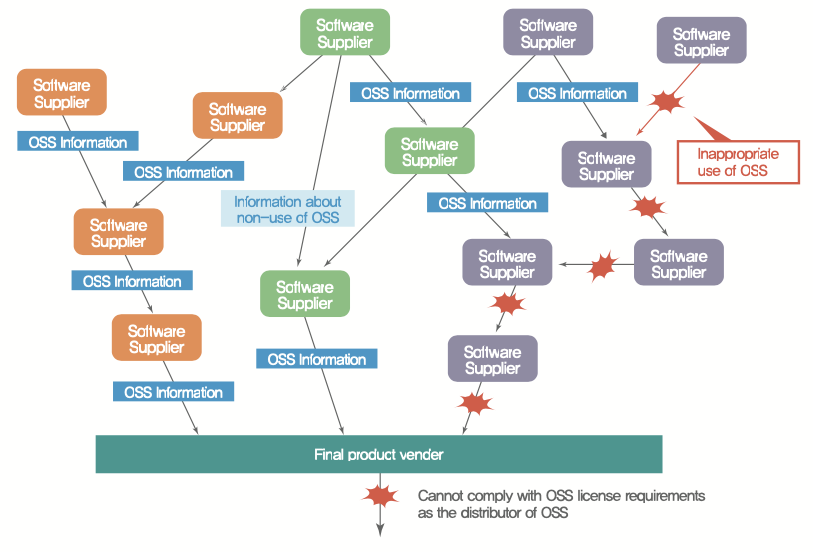 Software
Supplier
Software
Supplier
Software
Supplier
Software
Supplier
OSS Information
OSS Information
Software
Supplier
OSS Information
Software
Supplier
Inappropriate
use of OSS
Software
Supplier
OSS Information
Information about
non-use of OSS
OSS Information
Software
Supplier
Software
Supplier
Software
Supplier
OSS Information
Software
Supplier
Software
Supplier
OSS Information
Software
Supplier
OSS Information
Final product vender
Cannot comply with OSS license requirements
as the distributor of OSS